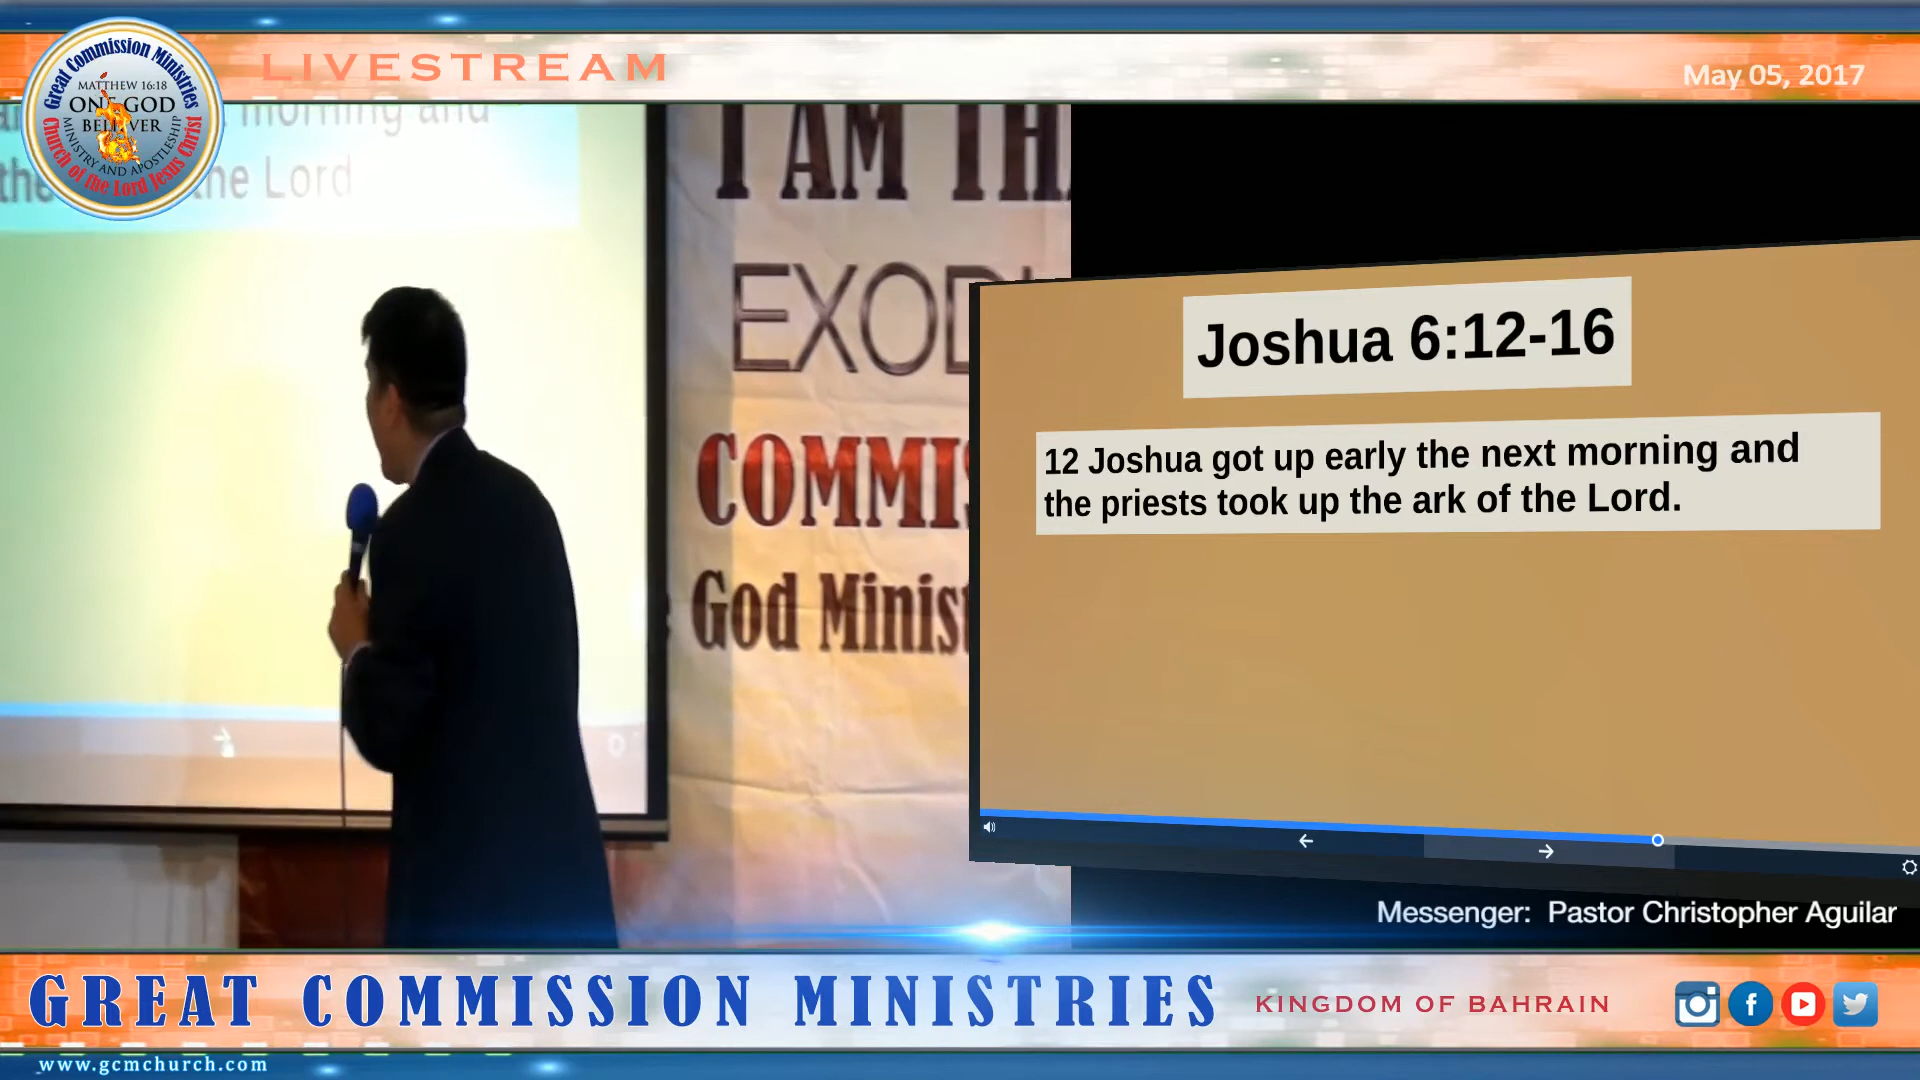 LIVESTREAM
May 05, 2017
Great Commission Ministries
MATTHEW 16:18
ONE GOD
BELIEVER
MINISTRY AND APOSTLESHIP
Church of the Lord Jesus Christ
morning and
the Lord
I AM
COMMIS
God Minist
Joshua 6:12-16
12 Joshua got up early the next morning and
the priests took up the ark of the Lord.
Messenger: Pastor Christopher Aguilar
GREAT COMMISSION MINISTRIES
KINGDOM OF BAHRAIN
www.gcmchurch.com